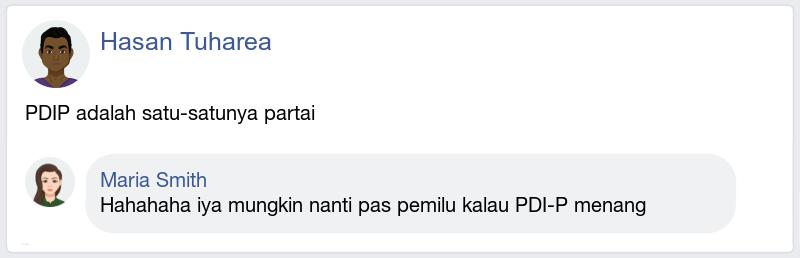 Hasan Tuharea
PDIP adalah satu-satunya partai
Maria Smith
Hahahaha iya mungkin nanti pas pemilu kalau PDI-P menang